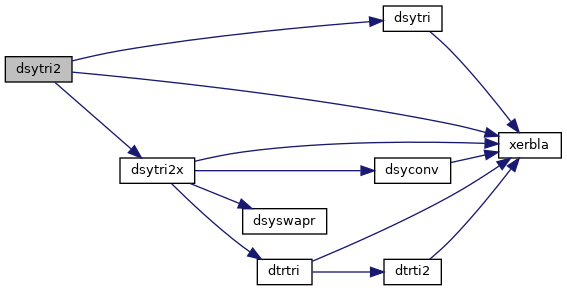 dsytri
dsytri2
xerbla
dsytri2x
dsyconv
dsyswapr
dtrtri
dtrti2